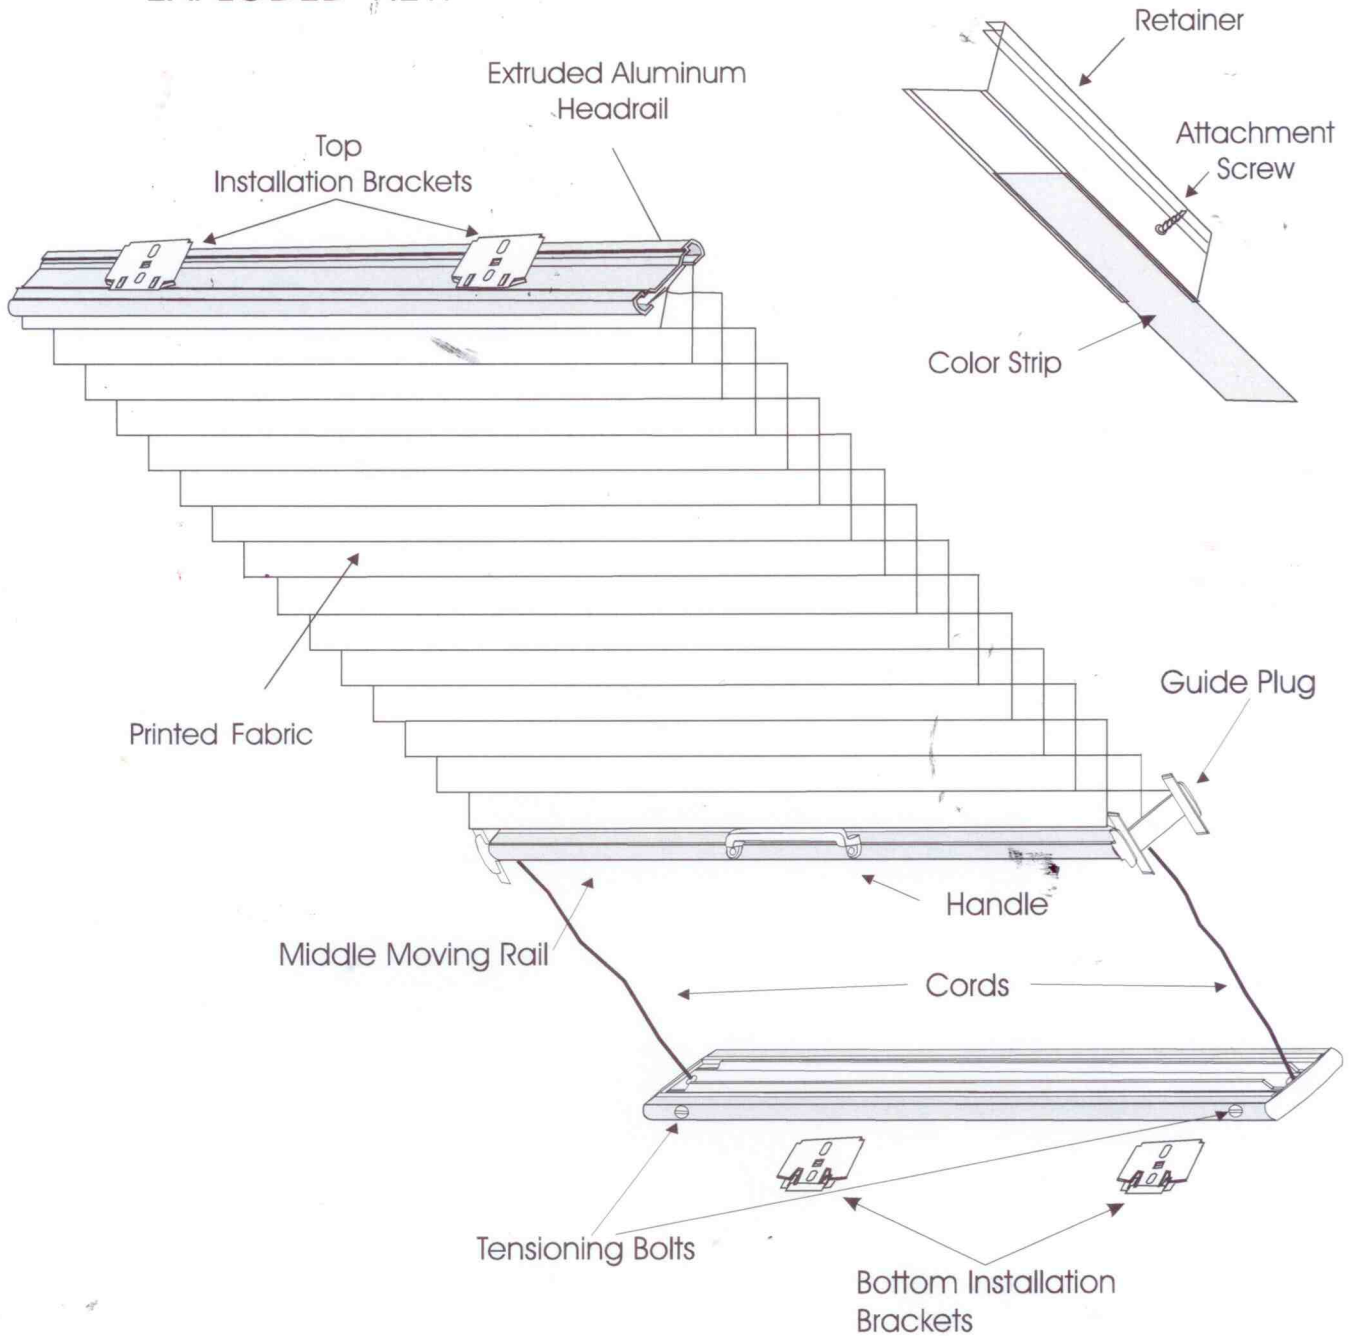 Retainer
Extruded Aluminum
Headrail
Attachment
Screw
Top
Installation Brackets
Color Strip
Guide Plug
Printed Fabric
Handle
Middle Moving Rail
Cords
Tensioning Bolts
Bottom Installation
Brackets